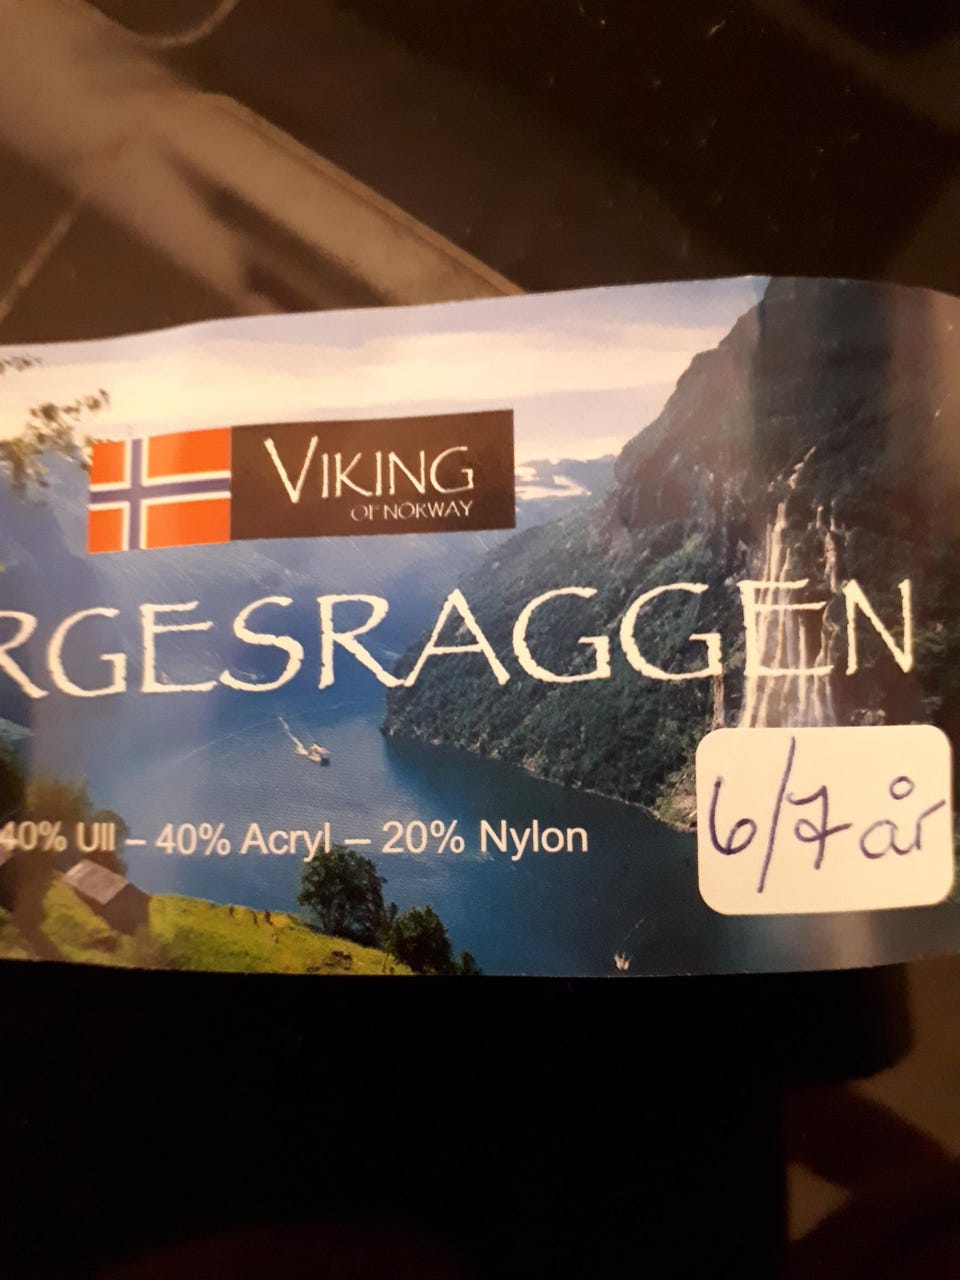 VIKING
OF NORWAY
RGESRAGGEN
40% Ull – 40% Acryl – 20% Nylon
6/7 år